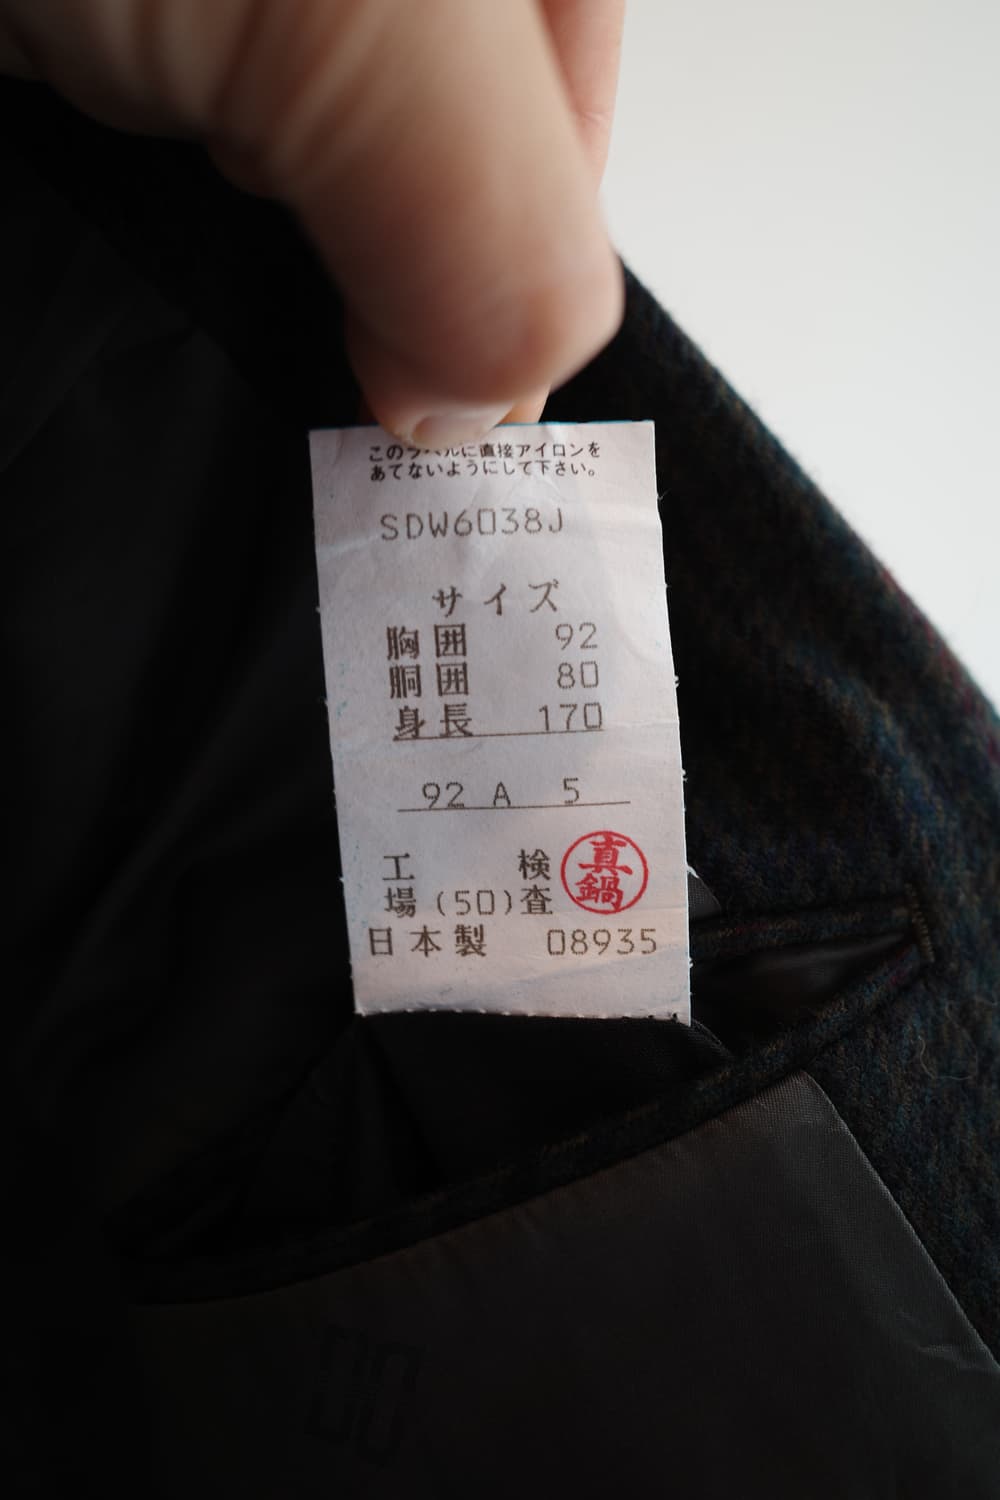 このラベルに直接アイロンを
あてないようにして下さい。
SDW6038J
サイズ
胸囲 92
胴囲 80
身長 170
92 A 5
工場(50) 検査 真鍋
日本製 08935